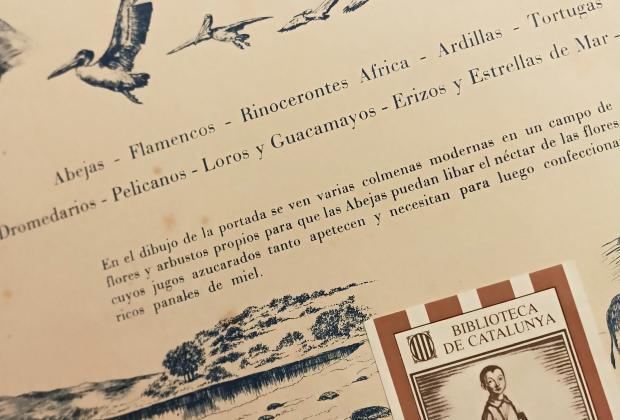 Abejas - Flamencos - Rinocerontes Africa - Ardillas - Tortugas
Dromedarios - Pelicanos - Loros y Guacamayos - Erizos y Estrellas de Mar -
En el dibujo de la portada se ven varias colmenas modernas en un campo de
flores y arbustos propios para que las Abejas puedan libar el néctar de las flores
cuyos jugos azucarados tanto apetecen y necesitan para luego confecciona
ricos panales de miel.
BIBLIOTECA
DE CATALUNYA